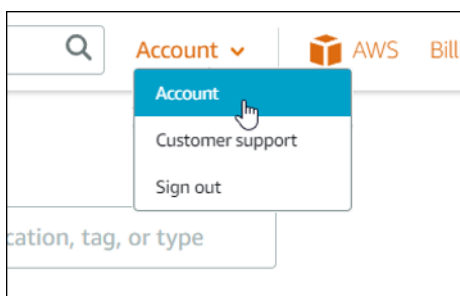 Account AWS Bill
Account
Customer support
Sign out
cation, tag, or type